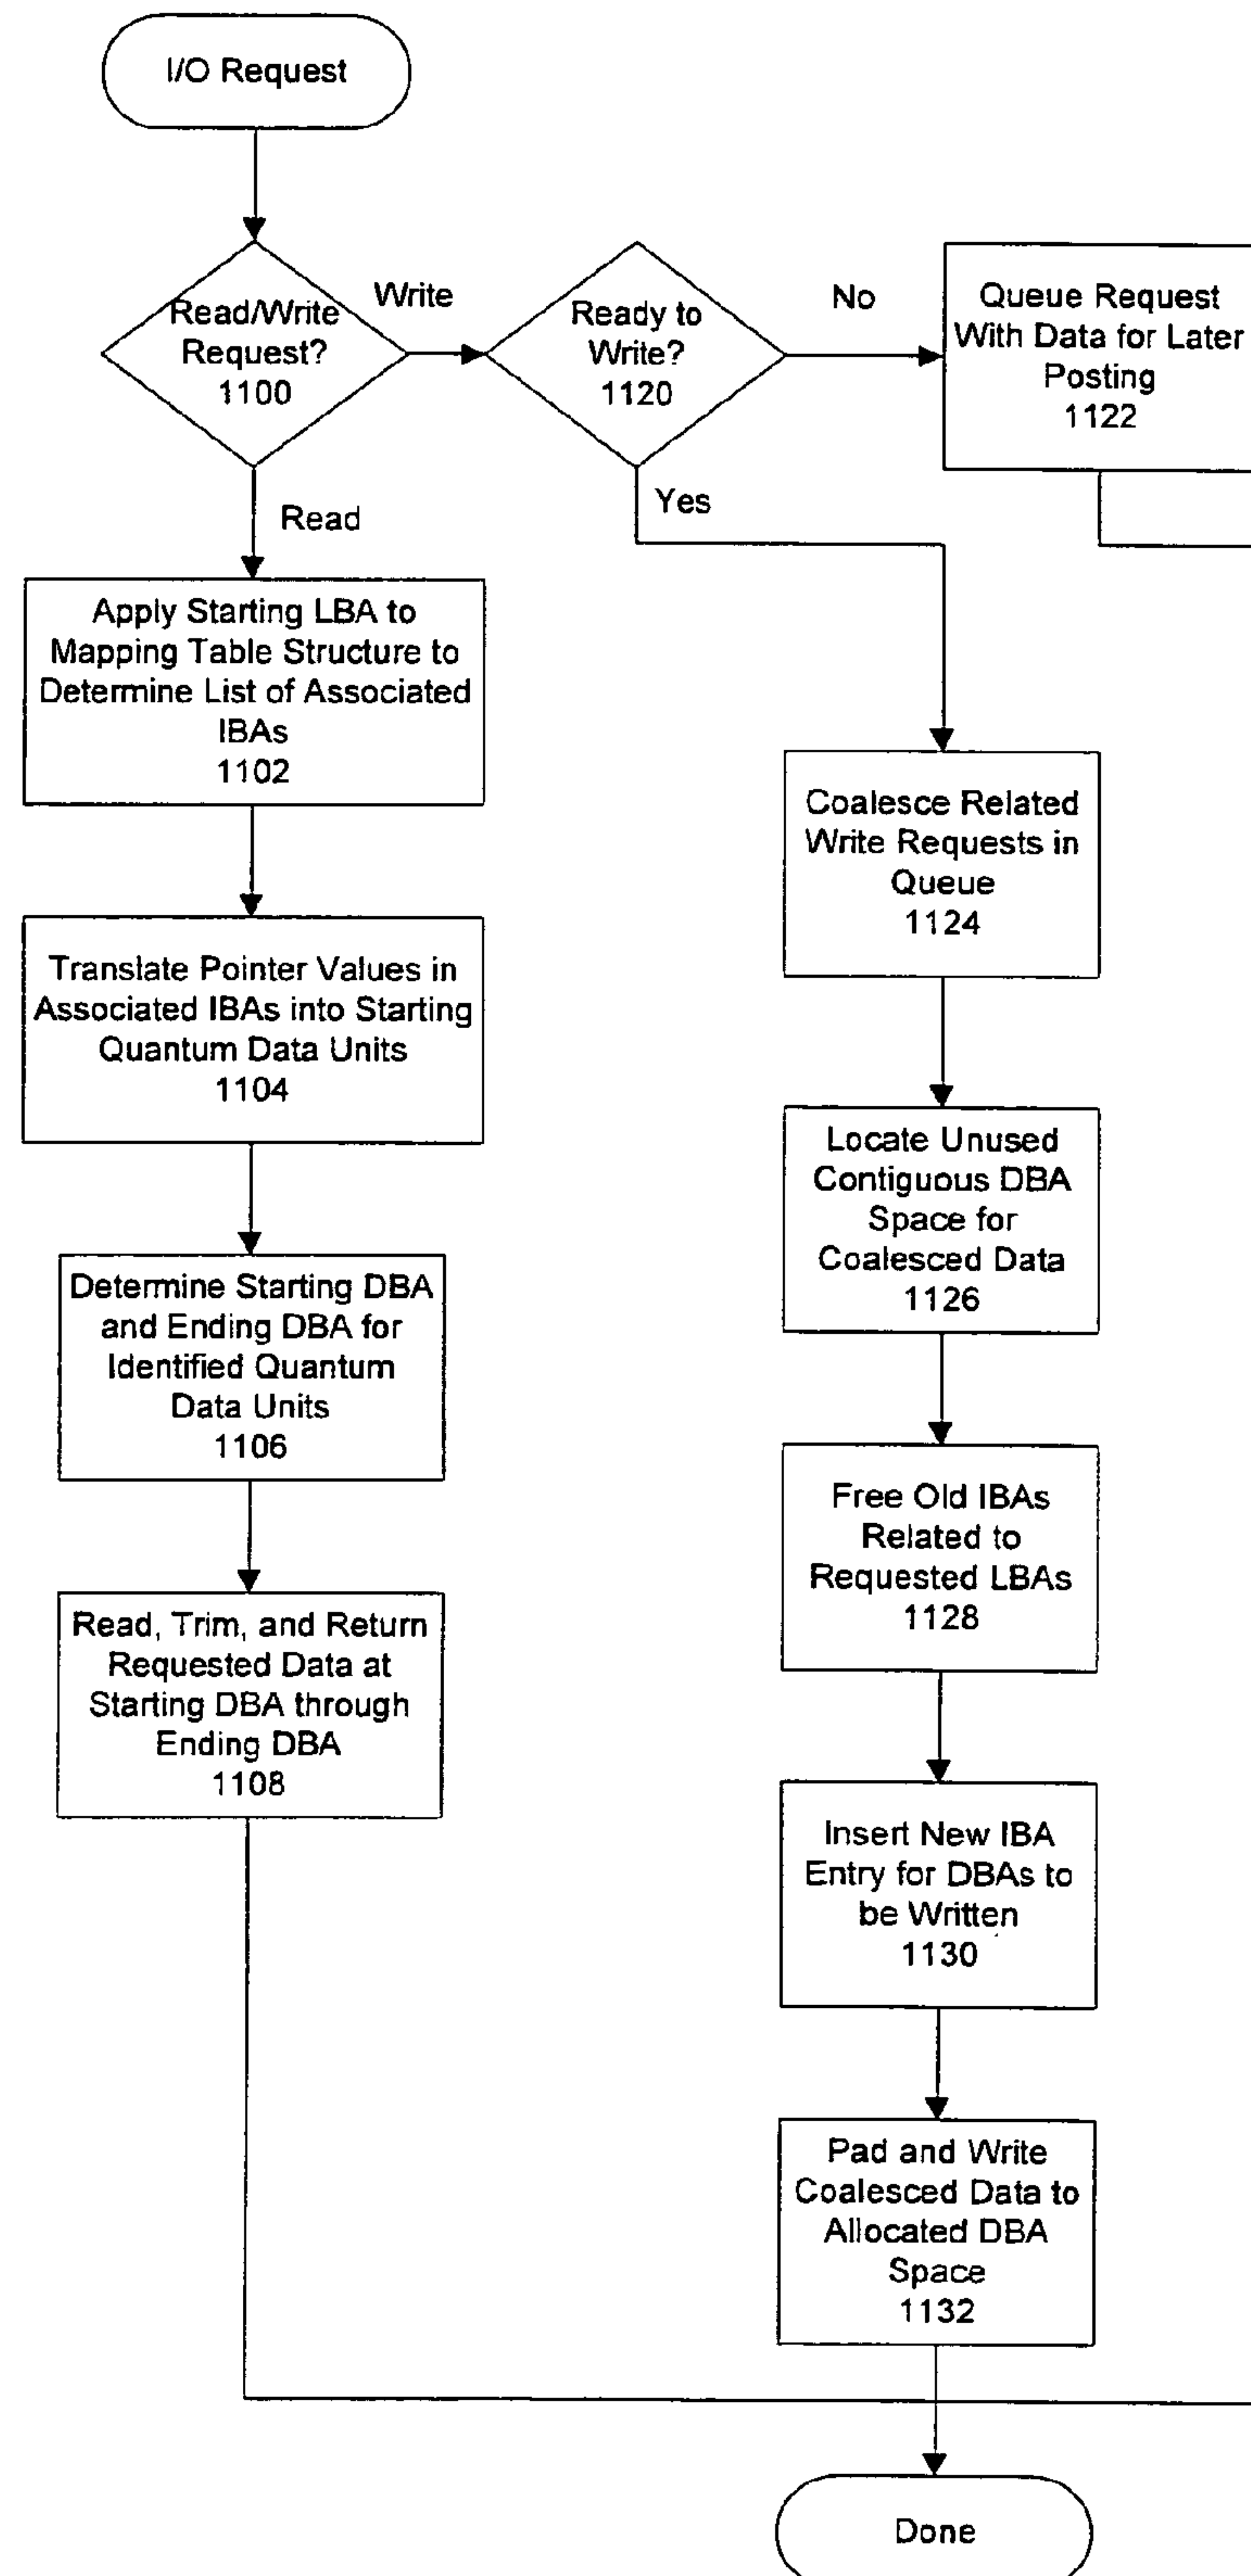 I/O Request
Read/Write
Request?
1100
Write
Ready to
Write?
1120
No
Queue Request
With Data for Later
Posting
1122
Read
Yes
Apply Starting LBA to
Mapping Table Structure to
Determine List of Associated
IBAs
1102
Translate Pointer Values in
Associated IBAs into Starting
Quantum Data Units
1104
Determine Starting DBA
and Ending DBA for
Identified Quantum
Data Units
1106
Read, Trim, and Return
Requested Data at
Starting DBA through
Ending DBA
1108
Coalesce Related
Write Requests in
Queue
1124
Locate Unused
Contiguous DBA
Space for
Coalesced Data
1126
Free Old IBAs
Related to
Requested LBAs
1128
Insert New IBA
Entry for DBAs to
be Written
1130
Pad and Write
Coalesced Data to
Allocated DBA
Space
1132
Done